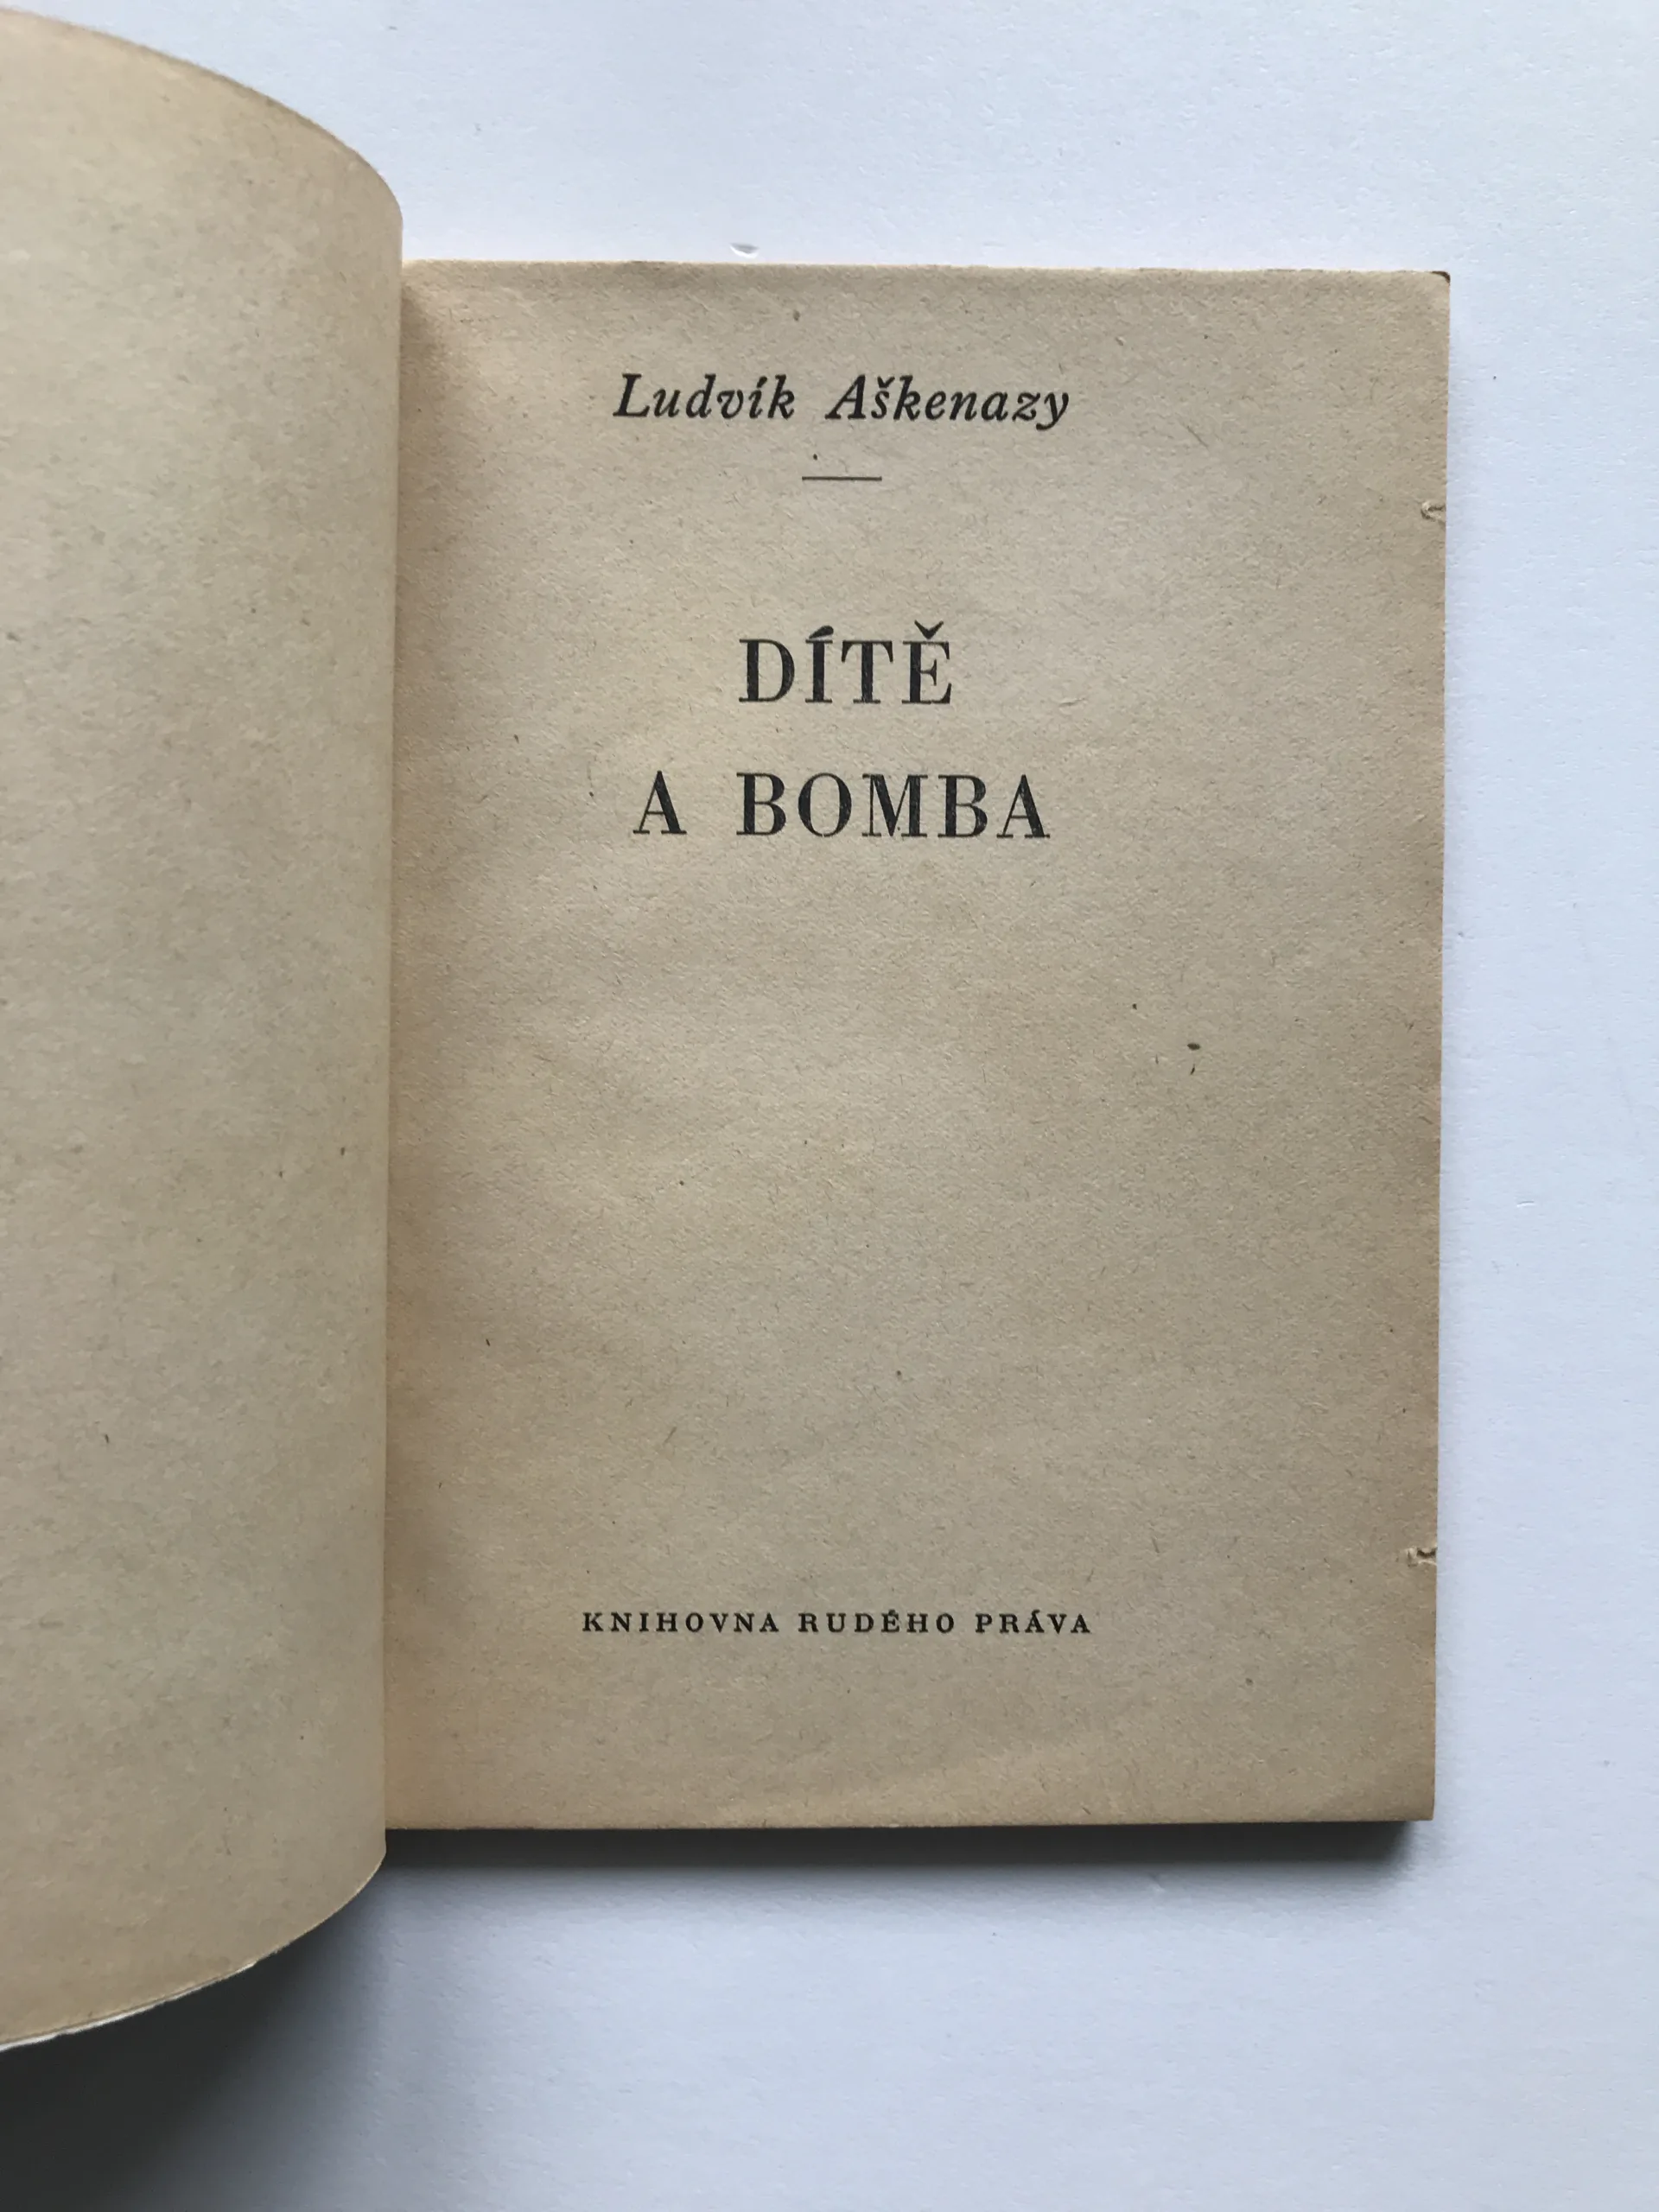 Ludvík Aškenazy
DÍTĚ
A BOMBA
KNIHOVNA RUDÉHO PRÁVA